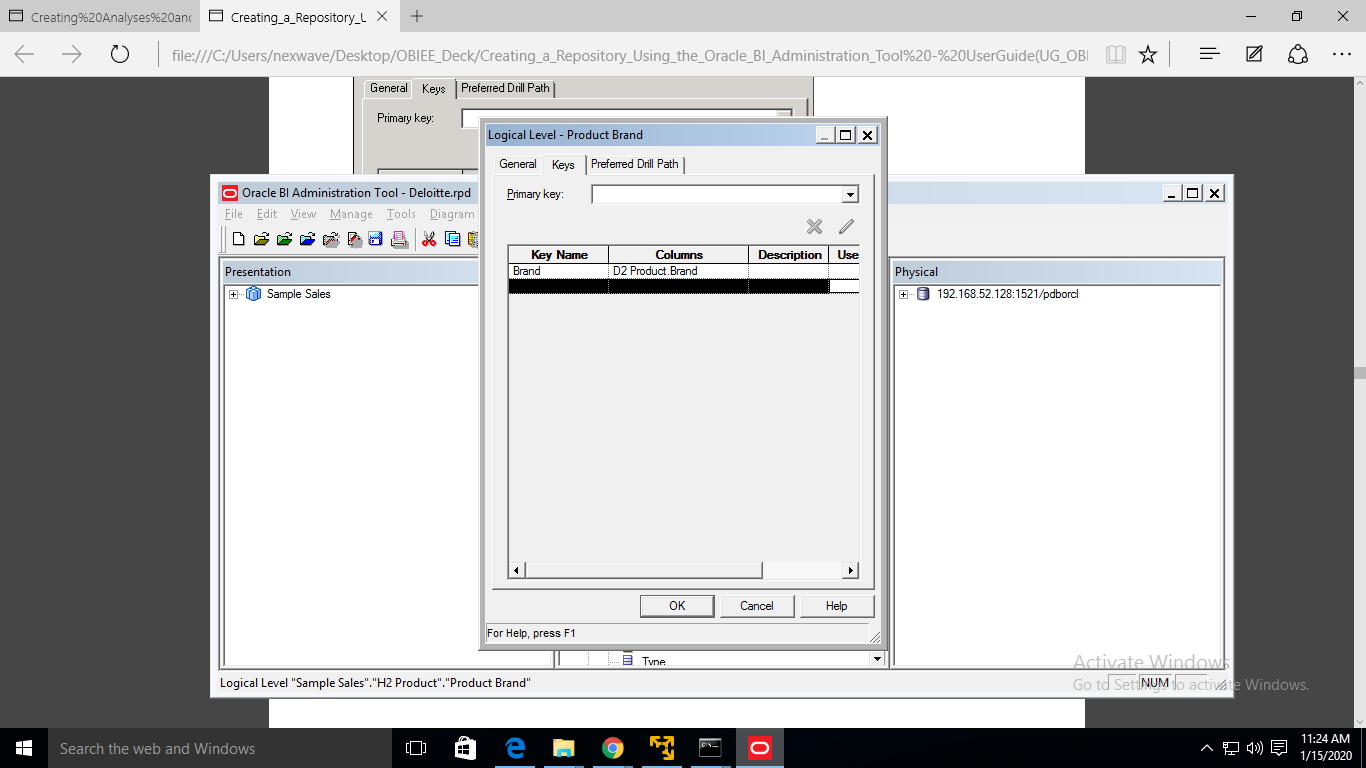 Creating%20Analyses%20and
Creating_a_Repository_U
file:///C:/Users/nexwave/Desktop/OBIEE_Deck/Creating_a_Repository_Using_the_Oracle_BI_Administration_Tool%20-%20UserGuide(UG_OBI
General Keys Preferred Drill Path
Primary key:
Logical Level - Product Brand
General Keys Preferred Drill Path
Primary key:
Key Name Columns Description Use
Brand D2 Product.Brand
OK Cancel Help
For Help, press F1
Oracle BI Administration Tool - Deloitte.rpd
File Edit View Manage Tools Diagram
Presentation
Sample Sales
Physical
192.168.52.128:1521/pdborcl
Type
Logical Level "Sample Sales"."H2 Product"."Product Brand"
NUM
Activate Windows
Go to Settings to activate Windows.
Search the web and Windows
11:24 AM
1/15/2020